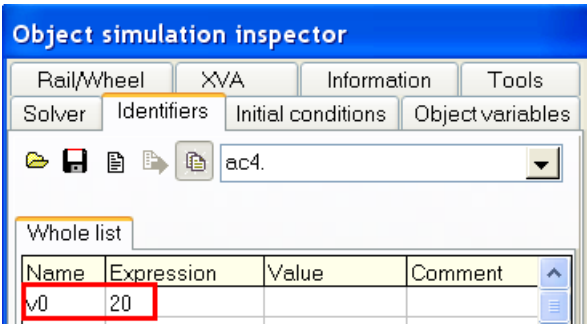 Object simulation inspector
Rail/Wheel XVA Information Tools
Solver Identifiers Initial conditions Object variables
ac4.
Whole list
Name Expression Value Comment
v0 20